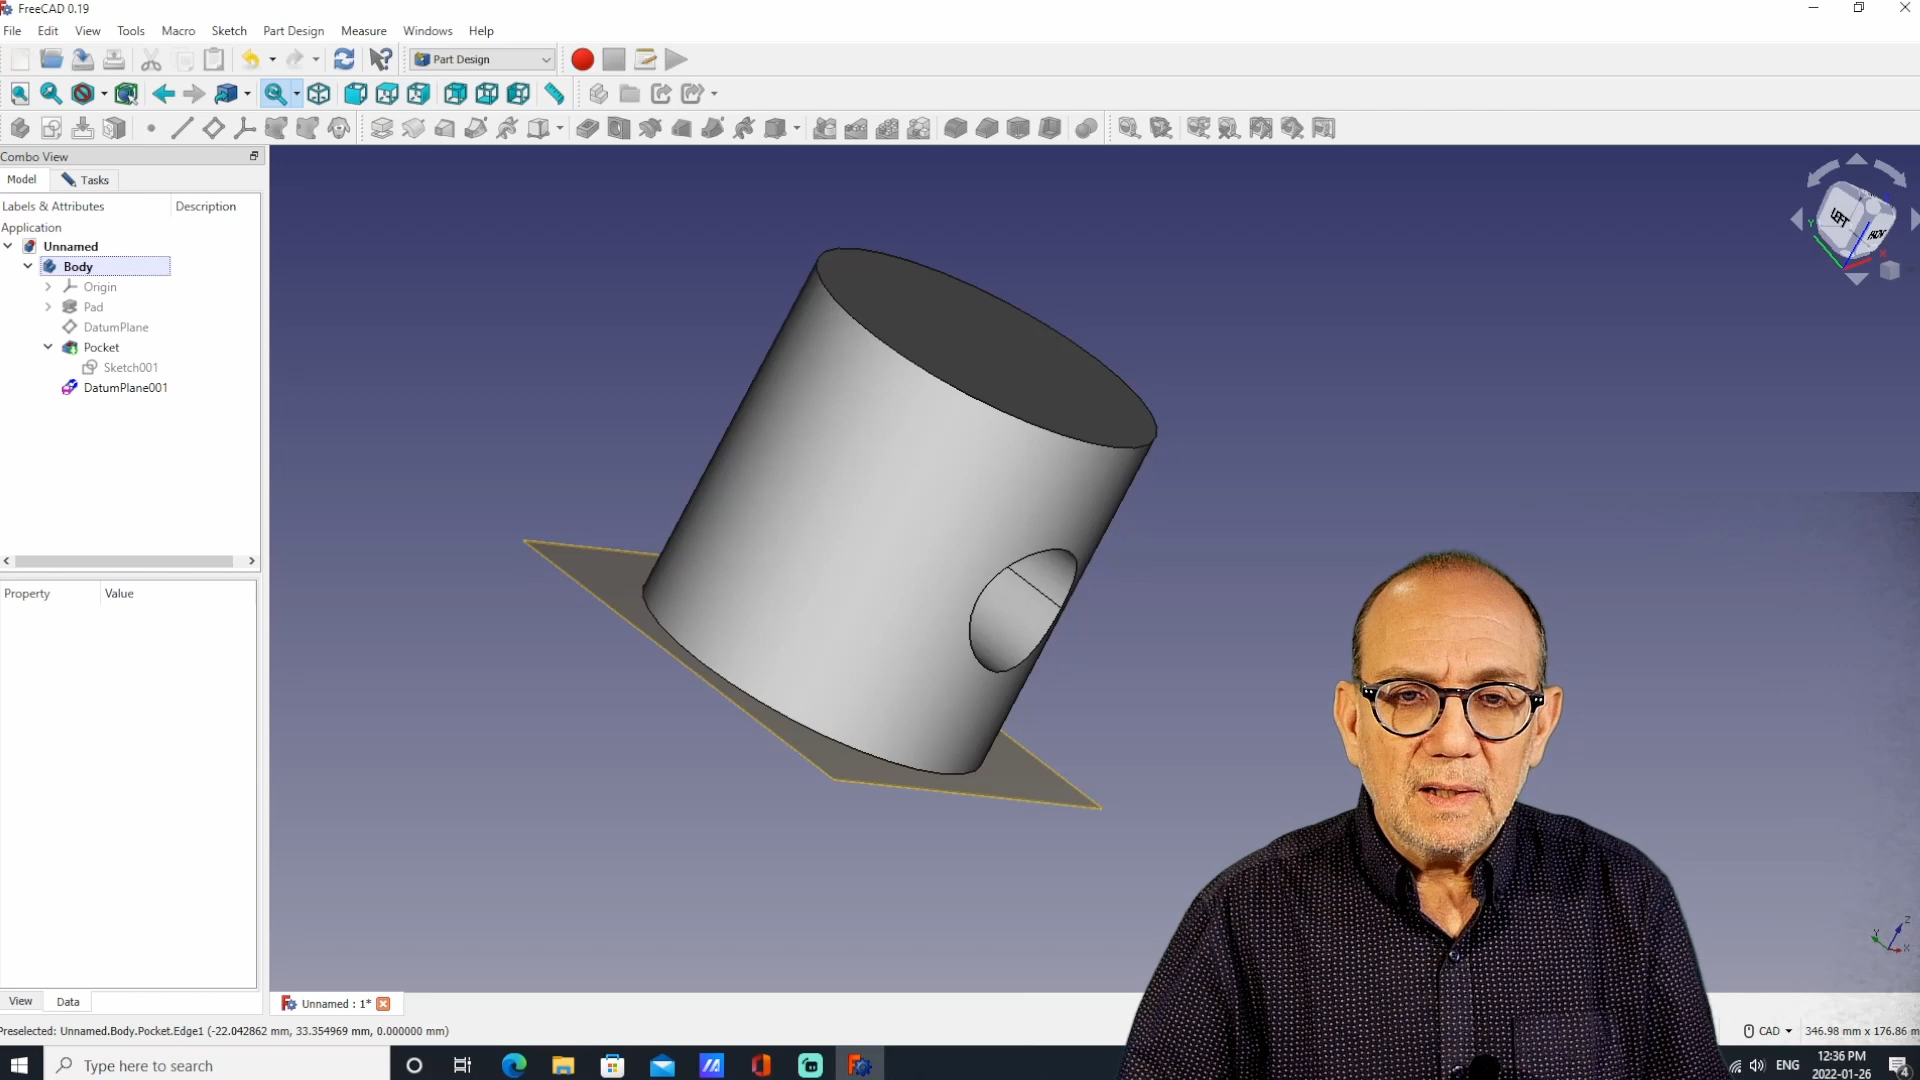 FreeCAD 0.19
File Edit View Tools Macro Sketch Part Design Measure Windows Help
Part Design
Combo View
Model Tasks
Labels & Attributes Description
Application
Unnamed
Body
Origin
Pad
DatumPlane
Pocket
Sketch001
DatumPlane001
Property Value
View Data
LEFT
Y
X
Z
Y
X
Unnamed : 1*
Preselected: Unnamed.Body.Pocket.Edge1 (-22.042862 mm, 33.354969 mm, 0.000000 mm)
CAD 346.98 mm x 176.86 m
Type here to search
ENG
12:36 PM
2022-01-26
4